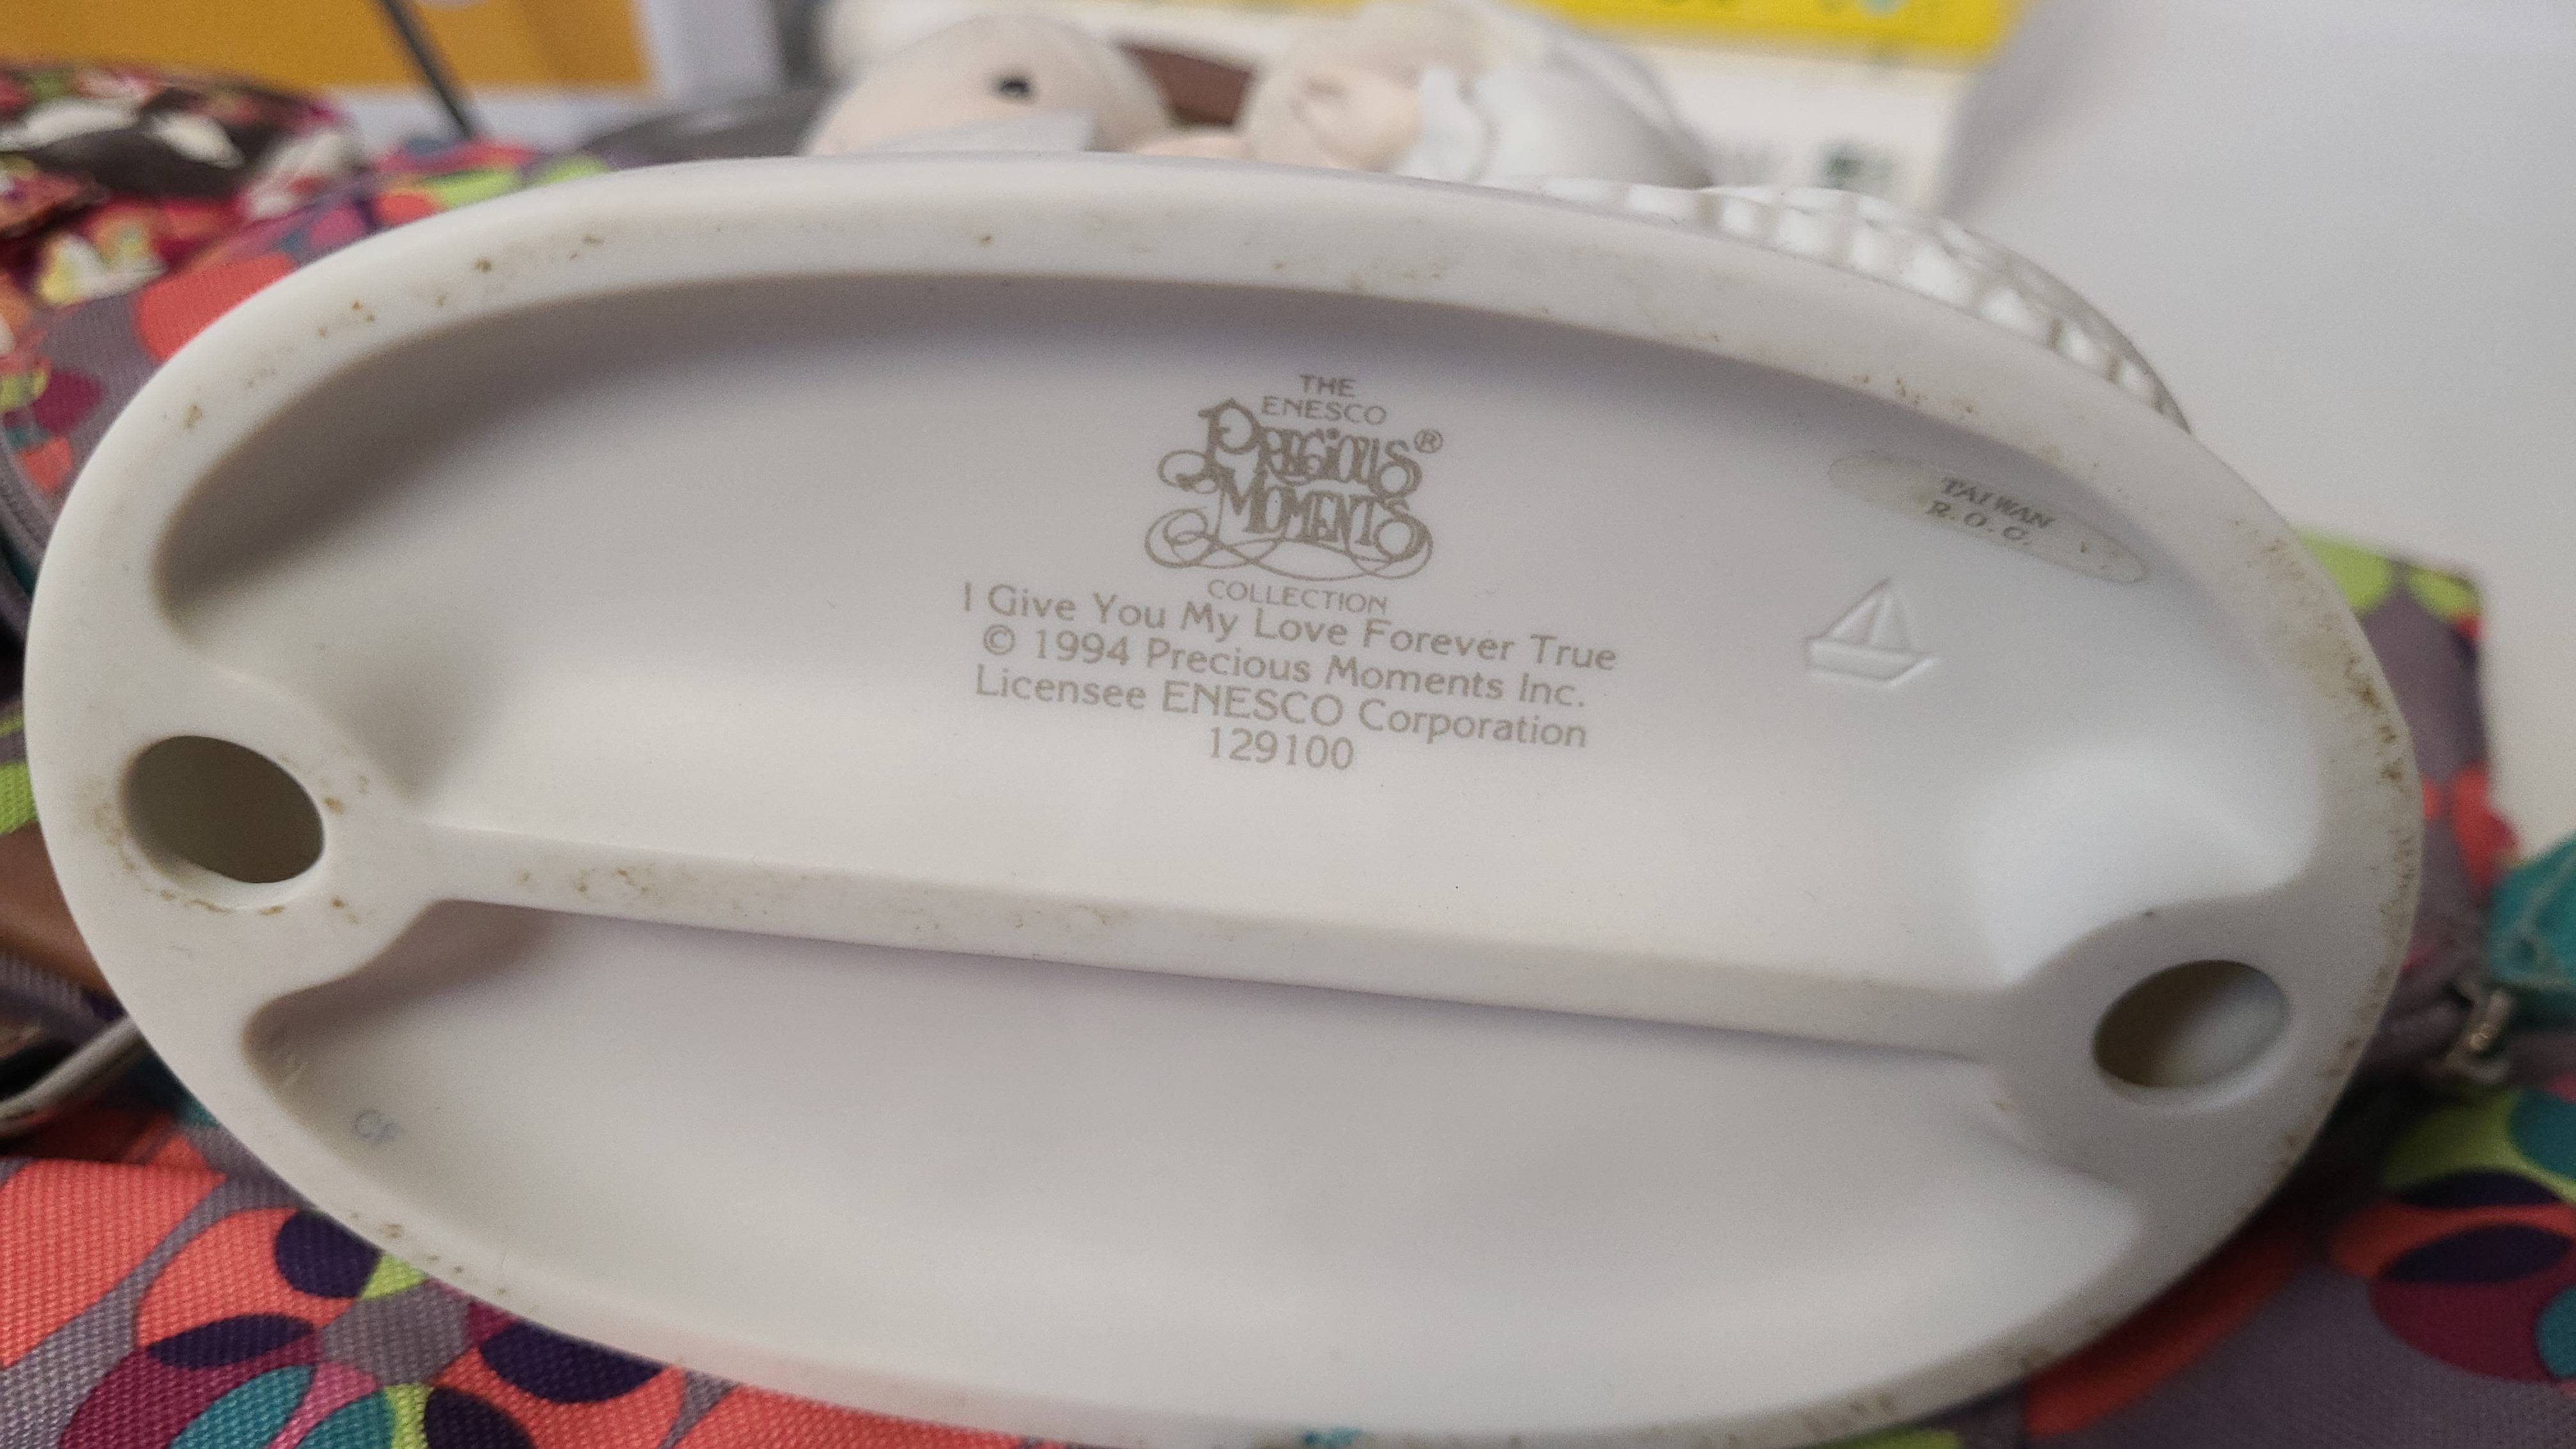 THE
ENESCO
PRECIOUS®
MOMENTS
COLLECTION
I Give You My Love Forever True
© 1994 Precious Moments Inc.
Licensee ENESCO Corporation
129100
TAIWAN
R.O.C.
CF